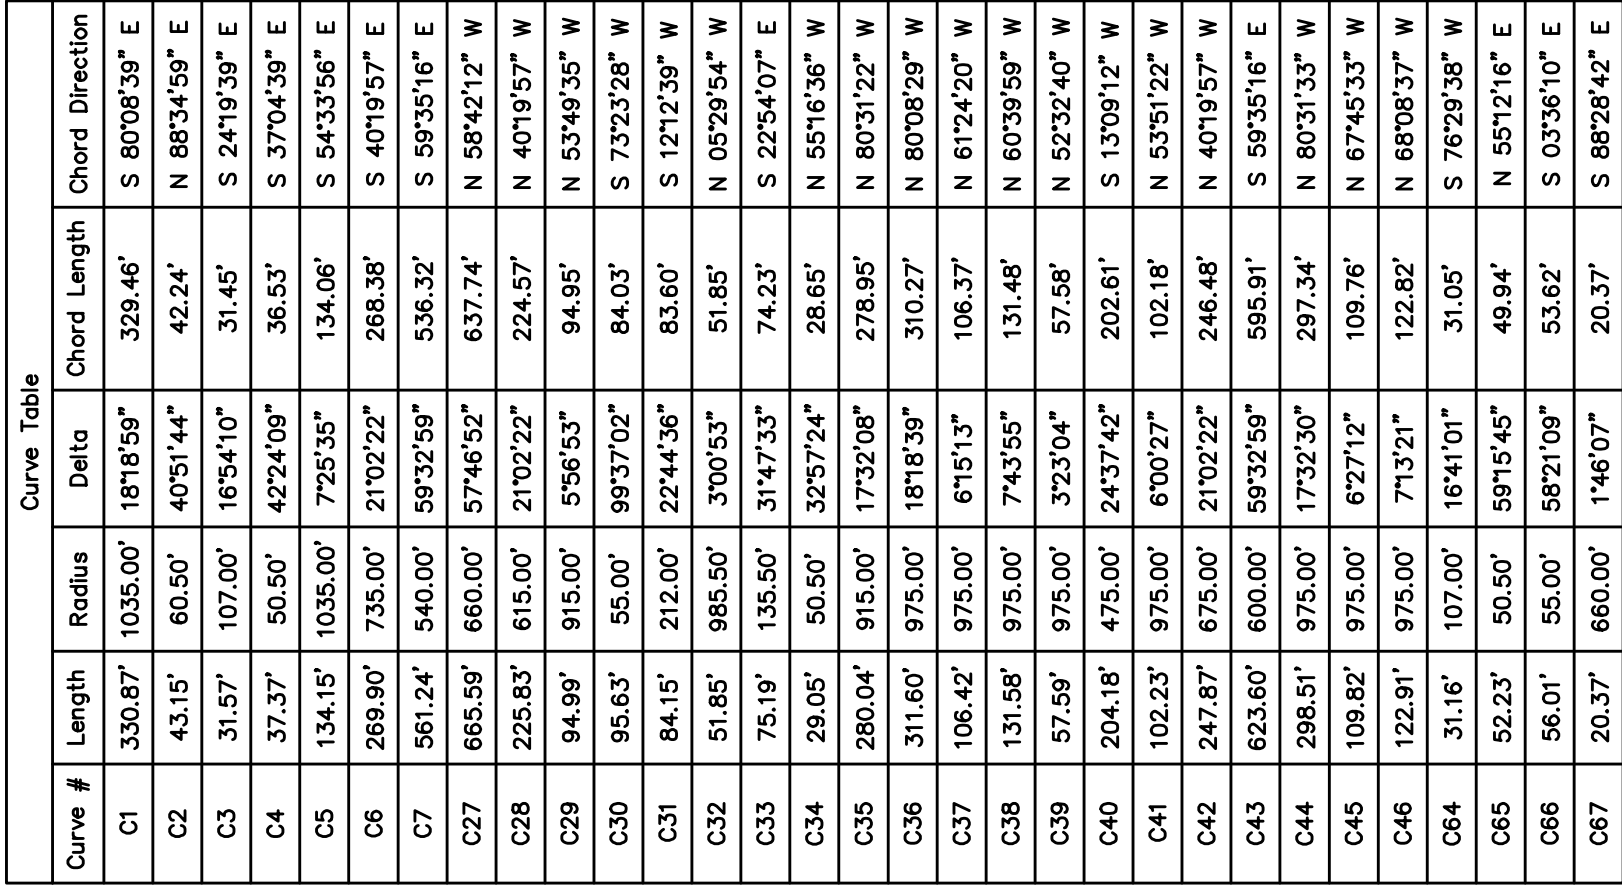 Curve Table
Curve # Length Radius Delta Chord Length Chord Direction
C1 330.87' 1035.00' 18°18'59" 329.46' S 80°08'39" E
C2 43.15' 60.50' 40°51'44" 42.24' N 88°34'59" E
C3 31.57' 107.00' 16°54'10" 31.45' S 24°19'39" E
C4 37.37' 50.50' 42°24'09" 36.53' S 37°04'39" E
C5 134.15' 1035.00' 7°25'35" 134.06' S 54°33'56" E
C6 269.90' 735.00' 21°02'22" 268.38' S 40°19'57" E
C7 561.24' 540.00' 59°32'59" 536.32' S 59°35'16" E
C27 665.59' 660.00' 57°46'52" 637.74' N 58°42'12" W
C28 225.83' 615.00' 21°02'22" 224.57' N 40°19'57" W
C29 94.99' 915.00' 5°56'53" 94.95' N 53°49'35" W
C30 95.63' 55.00' 99°37'02" 84.03' S 73°23'28" W
C31 84.15' 212.00' 22°44'36" 83.60' S 12°12'39" W
C32 51.85' 985.50' 3°00'53" 51.85' N 05°29'54" W
C33 75.19' 135.50' 31°47'33" 74.23' S 22°54'07" E
C34 29.05' 50.50' 32°57'24" 28.65' N 55°16'36" W
C35 280.04' 915.00' 17°32'08" 278.95' N 80°31'22" W
C36 311.60' 975.00' 18°18'39" 310.27' N 80°08'29" W
C37 106.42' 975.00' 6°15'13" 106.37' N 61°24'20" W
C38 131.58' 975.00' 7°43'55" 131.48' N 60°39'59" W
C39 57.59' 975.00' 3°23'04" 57.58' N 52°32'40" W
C40 204.18' 475.00' 24°37'42" 202.61' S 13°09'12" W
C41 102.23' 975.00' 6°00'27" 102.18' N 53°51'22" W
C42 247.87' 675.00' 21°02'22" 246.48' N 40°19'57" W
C43 623.60' 600.00' 59°32'59" 595.91' S 59°35'16" E
C44 298.51' 975.00' 17°32'30" 297.34' N 80°31'33" W
C45 109.82' 975.00' 6°27'12" 109.76' N 67°45'33" W
C46 122.91' 975.00' 7°13'21" 122.82' N 68°08'37" W
C64 31.16' 107.00' 16°41'01" 31.05' S 76°29'38" W
C65 52.23' 50.50' 59°15'45" 49.94' N 55°12'16" E
C66 56.01' 55.00' 58°21'09" 53.62' S 03°36'10" E
C67 20.37' 660.00' 1°46'07" 20.37' S 88°28'42" E